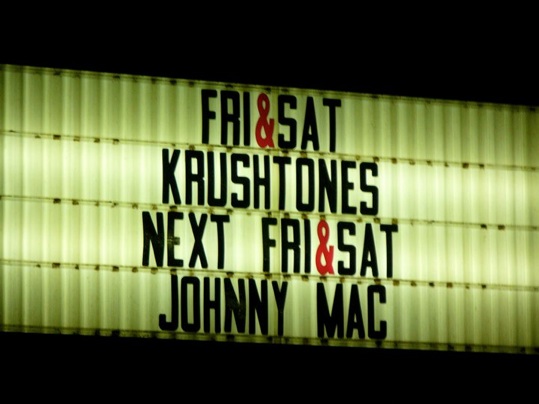 FRI&SAT
KRUSHTONES
NEXT FRI&SAT
JOHNNY MAC